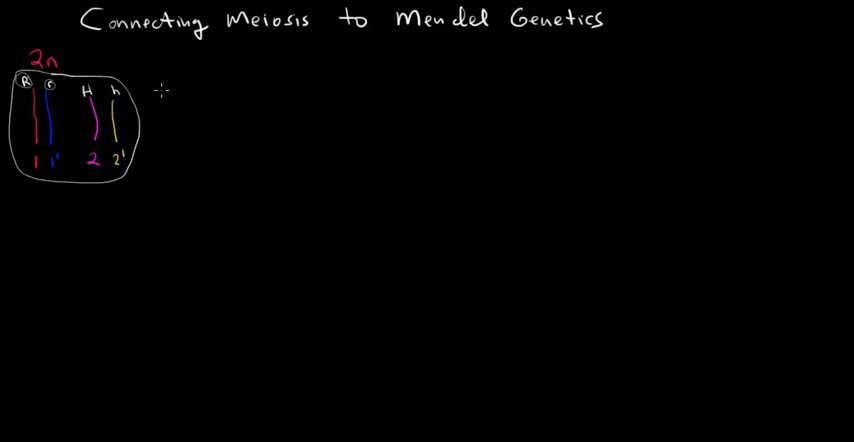 Connecting Meiosis to Mendel Genetics
2n
R r H h
1 1' 2 2'